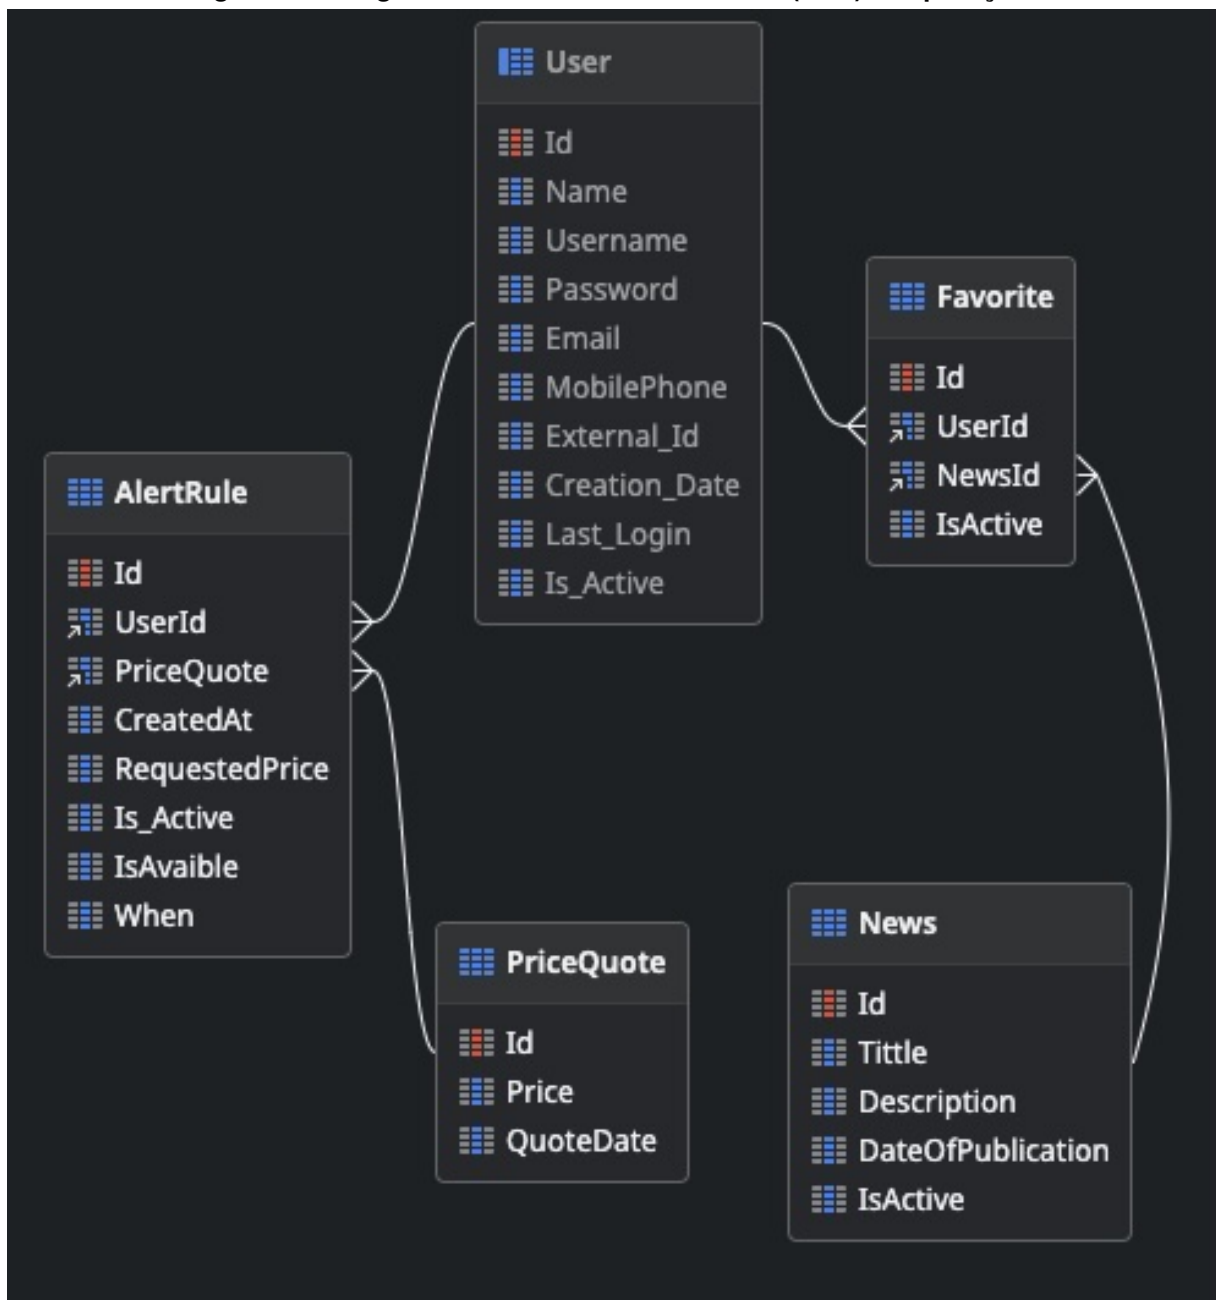 User
Id
Name
Username
Password
Email
MobilePhone
External_Id
Creation_Date
Last_Login
Is_Active
Favorite
Id
UserId
NewsId
IsActive
AlertRule
Id
UserId
PriceQuote
CreatedAt
RequestedPrice
Is_Active
IsAvaible
When
PriceQuote
Id
Price
QuoteDate
News
Id
Tittle
Description
DateOfPublication
IsActive